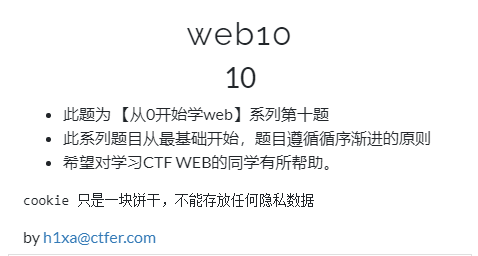 web10
10
此题为 【从0开始学web】系列第十题
此系列题目从最基础开始，题目遵循循序渐进的原则
希望对学习CTF WEB的同学有所帮助。
cookie 只是一块饼干，不能存放任何隐私数据
by h1xa@ctfer.com